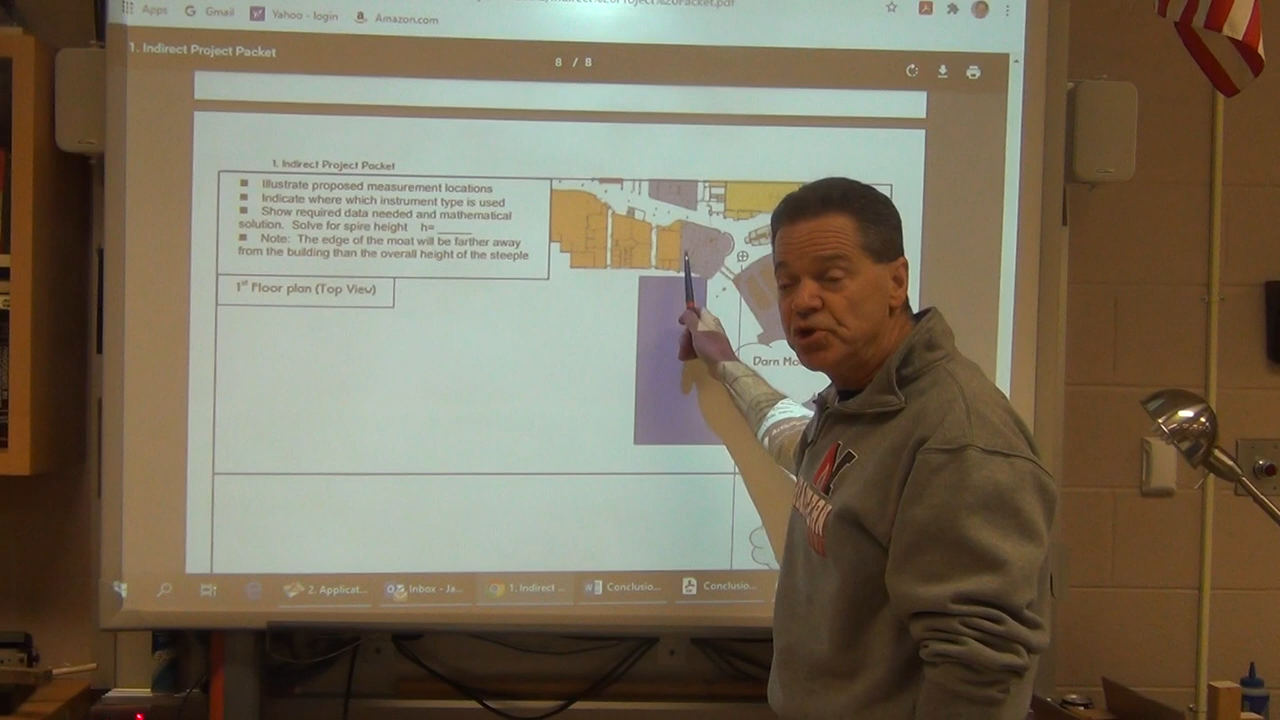 Apps
Gmail
Yahoo - login
Amazon.com
1. Indirect Project Packet
8 / 8
1. Indirect Project Packet
Illustrate proposed measurement locations
Indicate where which instrument type is used
Show required data needed and mathematical
solution. Solve for spire height h= ____
Note: The edge of the moat will be farther away
from the building than the overall height of the steeple
1st Floor plan (Top View)
Darn
2. Applicat...
Inbox - Ja...
1. Indirect ...
Conclusio...
Conclusio...